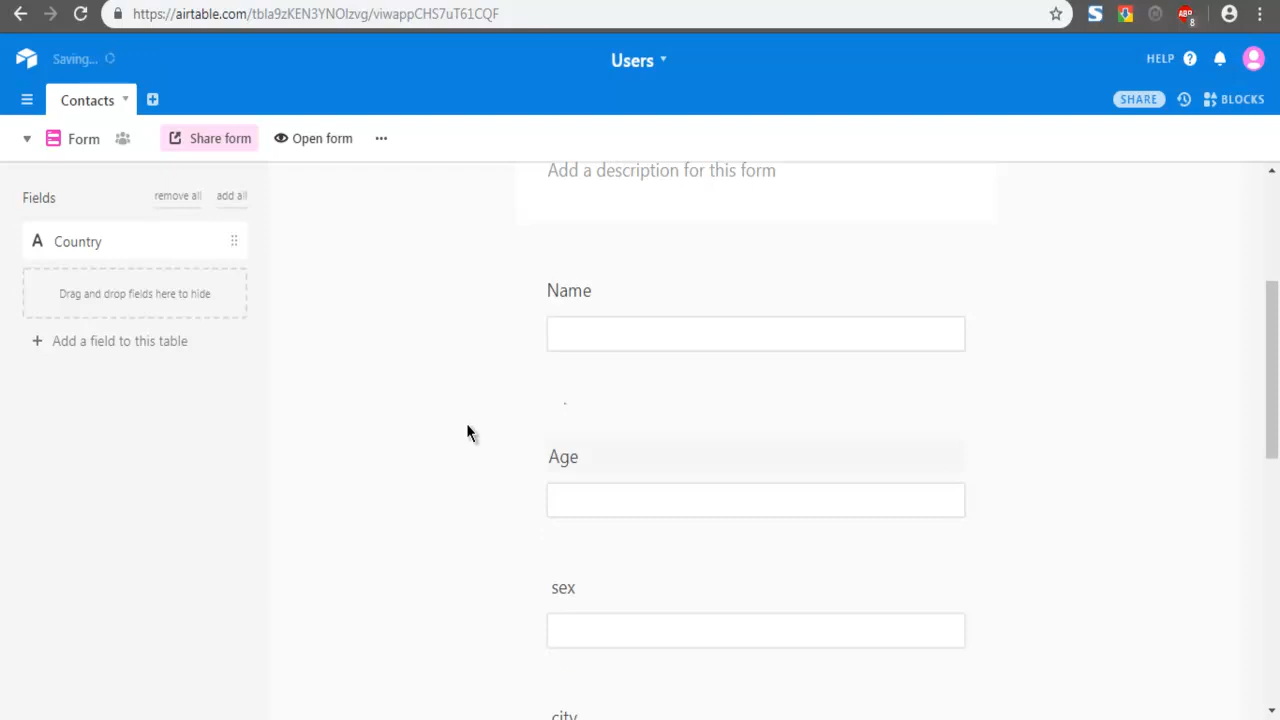 https://airtable.com/tbla9zKEN3YNOlzvg/viwappCHS7uT61CQF
S
ABP
8
Saving...
Users
HELP ?
Contacts
SHARE
BLOCKS
Form
Share form
Open form
Fields
remove all
add all
A Country
Drag and drop fields here to hide
+ Add a field to this table
Add a description for this form
Name
Age
sex
city